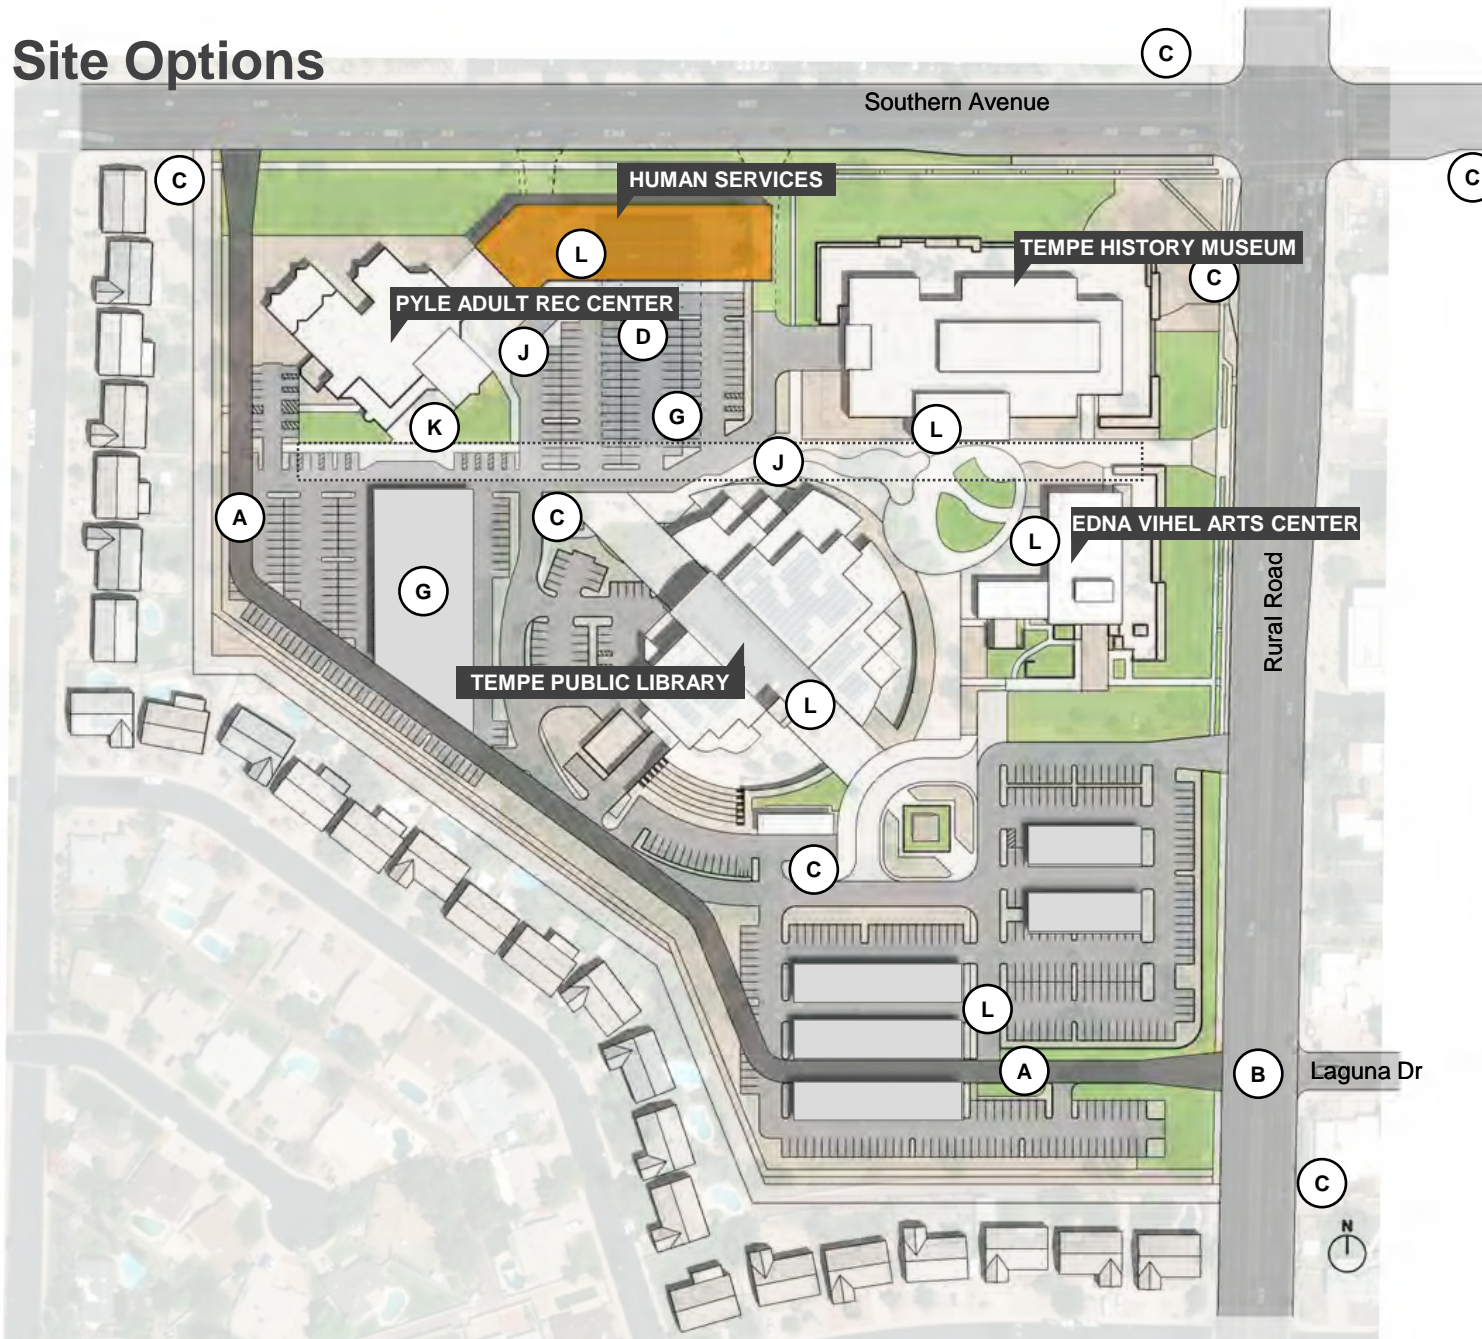 Site Options
C
Southern Avenue
C
C
HUMAN SERVICES
L
TEMPE HISTORY MUSEUM
C
PYLE ADULT REC CENTER
D
J
G
K
L
J
A
C
EDNA VIHEL ARTS CENTER
L
G
Rural Road
TEMPE PUBLIC LIBRARY
L
C
L
A
B
Laguna Dr
C
N